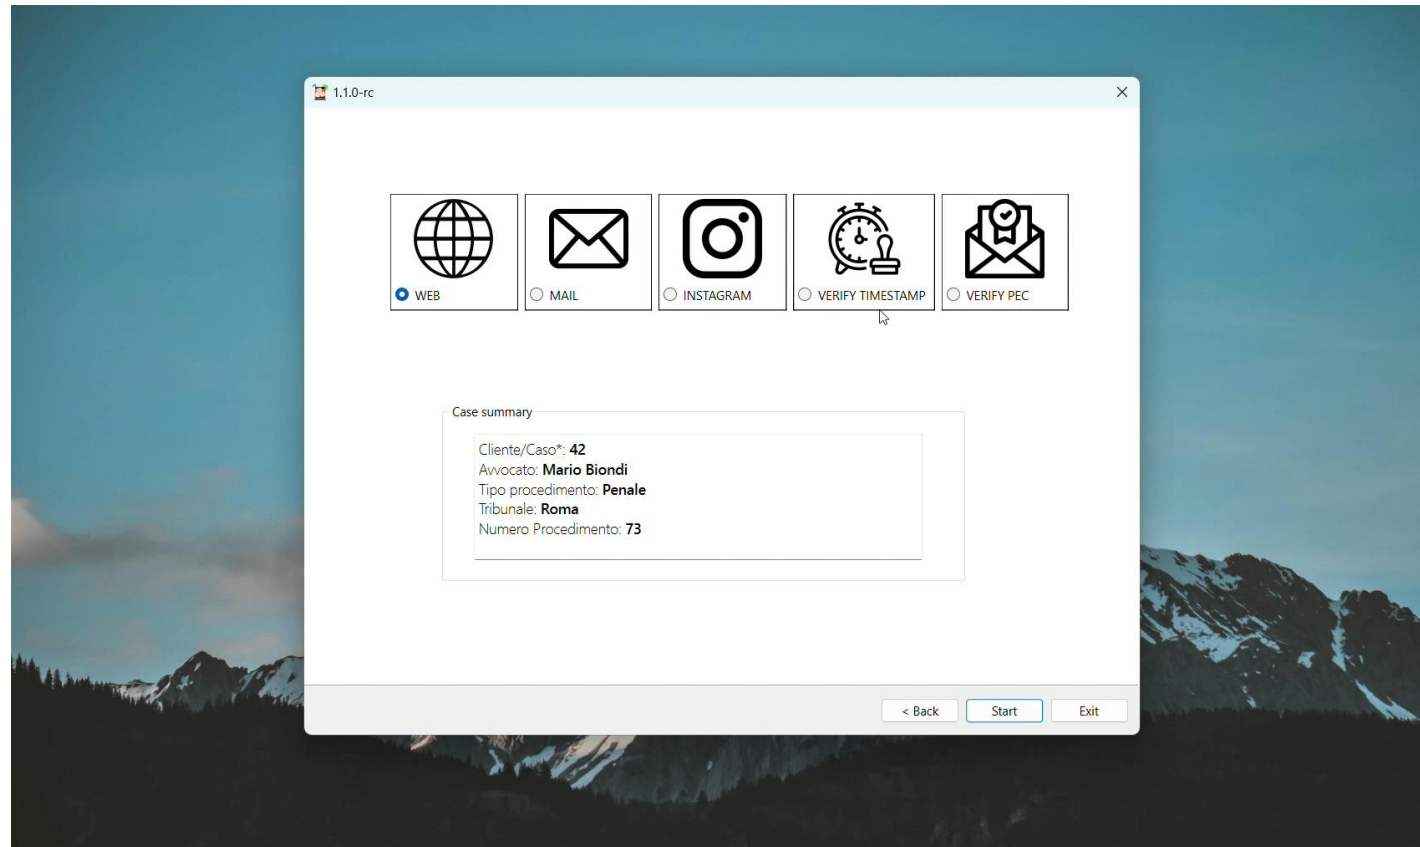 1.1.0-rc
WEB
MAIL
INSTAGRAM
VERIFY TIMESTAMP
VERIFY PEC
Case summary
Cliente/Caso*: 42
Avvocato: Mario Biondi
Tipo procedimento: Penale
Tribunale: Roma
Numero Procedimento: 73
< Back
Start
Exit